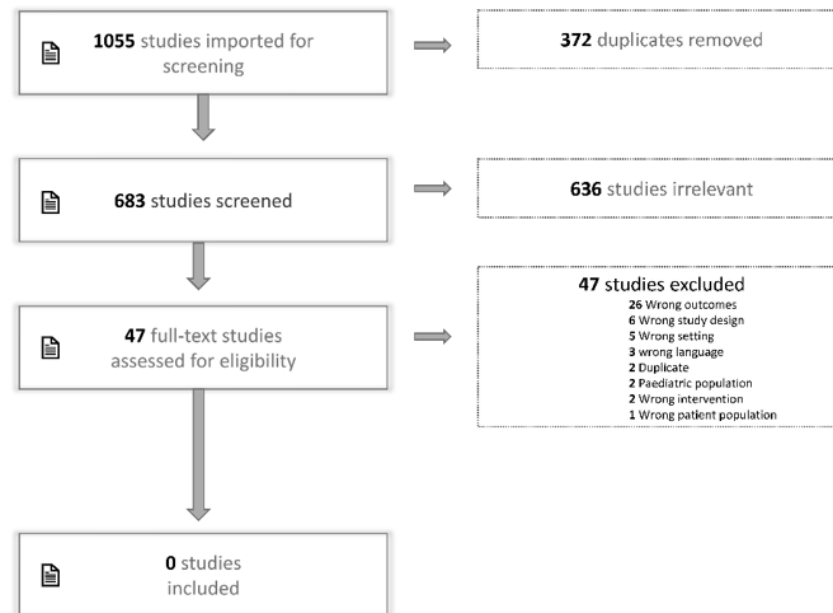 1055 studies imported for
screening
372 duplicates removed
683 studies screened
636 studies irrelevant
47 full-text studies
assessed for eligibility
47 studies excluded
26 Wrong outcomes
6 Wrong study design
5 Wrong setting
3 wrong language
2 Duplicate
2 Paediatric population
2 Wrong intervention
1 Wrong patient population
0 studies
included